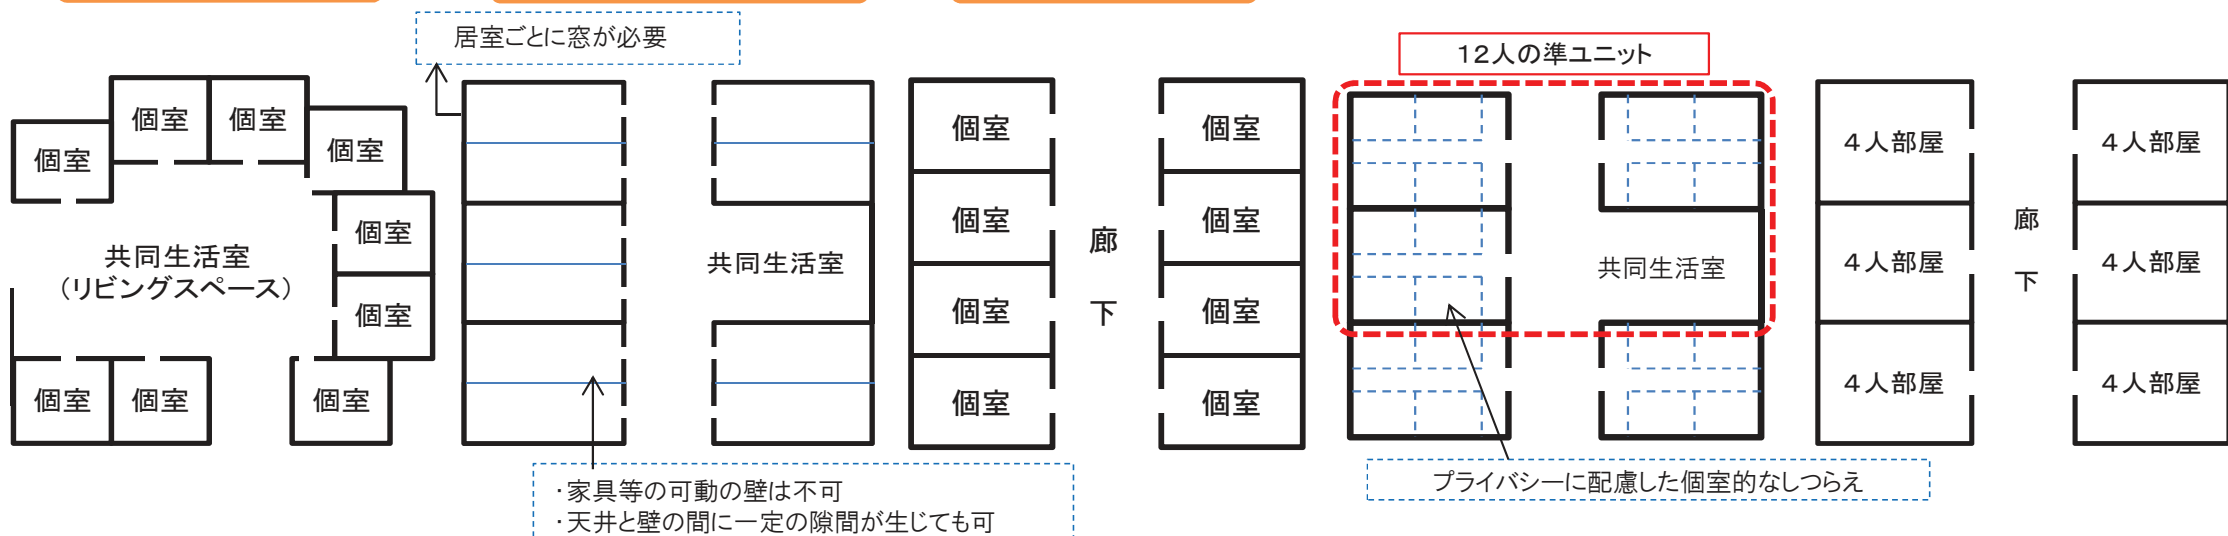 居室ごとに窓が必要
12人の準ユニット
個室
個室
個室
個室
個室
個室
個室
個室
個室
共同生活室
（リビングスペース）
共同生活室
・家具等の可動の壁は不可
・天井と壁の間に一定の隙間が生じても可
個室
個室
個室
個室
廊
下
個室
個室
個室
個室
共同生活室
プライバシーに配慮した個室的なしつらえ
４人部屋
４人部屋
４人部屋
廊
下
４人部屋
４人部屋
４人部屋